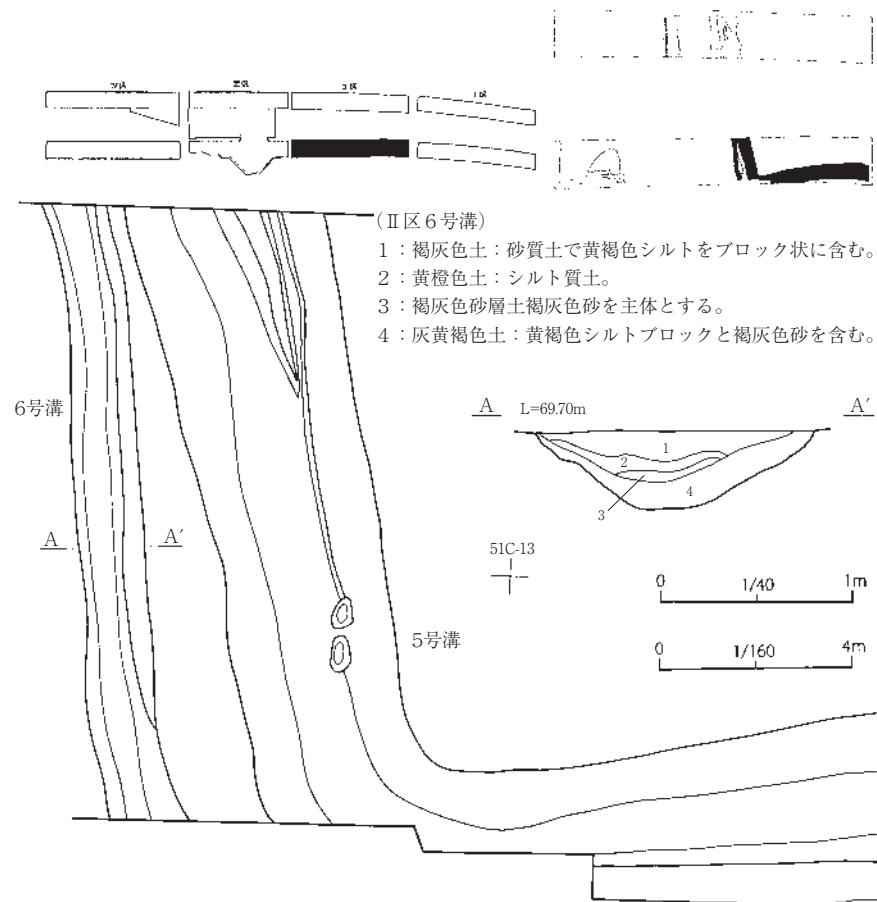 (Ⅱ区6号溝)
1：褐灰色土：砂質土で黄褐色シルトをブロック状に含む。
2：黄橙色土：シルト質土。
3：褐灰色砂層土褐灰色砂を主体とする。
4：灰黄褐色土：黄褐色シルトブロックと褐灰色砂を含む。
A L=69.70m A′
1
2
4
3
6号溝
A A′
51C-13
0 1/40 1m
5号溝
0 1/160 4m